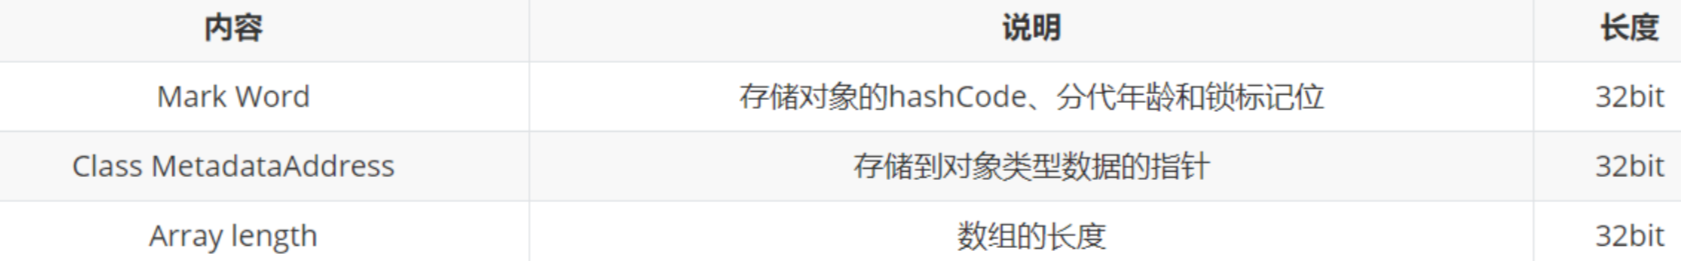 内容 说明 长度
Mark Word 存储对象的hashCode、分代年龄和锁标记位 32bit
Class MetadataAddress 存储到对象类型数据的指针 32bit
Array length 数组的长度 32bit